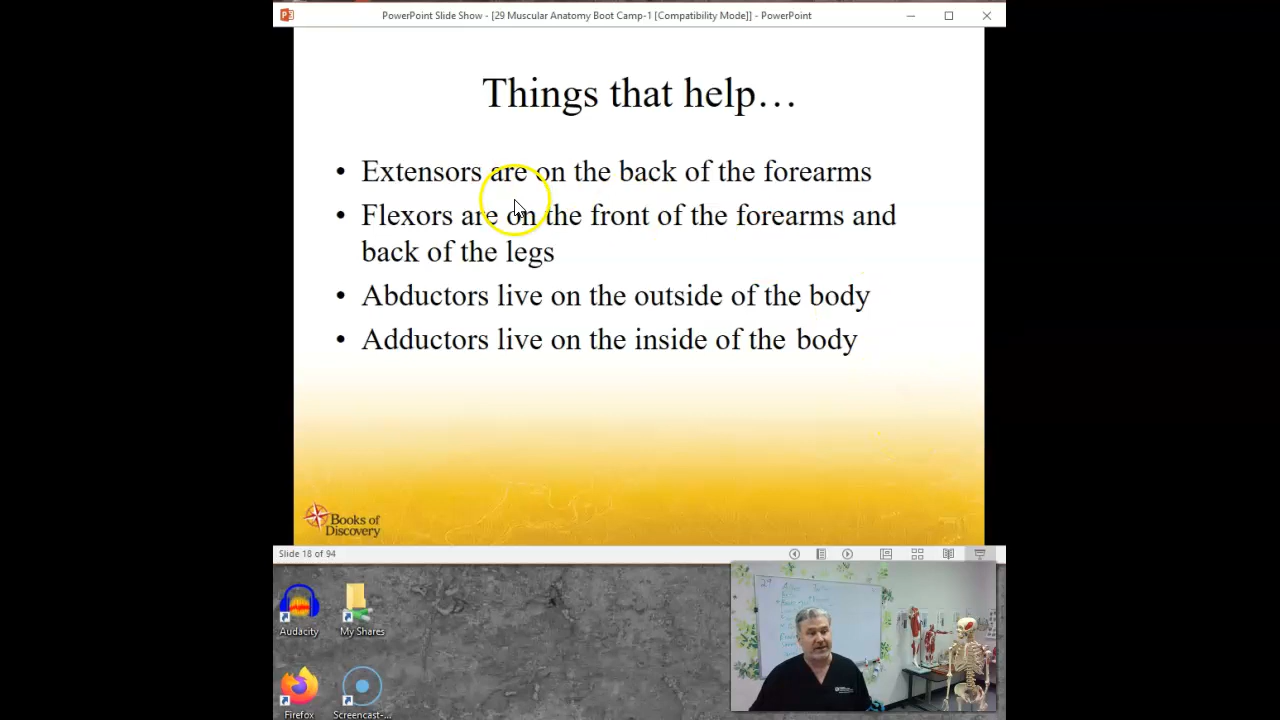 PowerPoint Slide Show - [29 Muscular Anatomy Boot Camp-1 [Compatibility Mode]] - PowerPoint
Things that help…
• Extensors are on the back of the forearms
• Flexors are on the front of the forearms and
back of the legs
• Abductors live on the outside of the body
• Adductors live on the inside of the body
Books of
Discovery
Slide 18 of 94
Audacity
My Shares
Firefox
Screencast-...